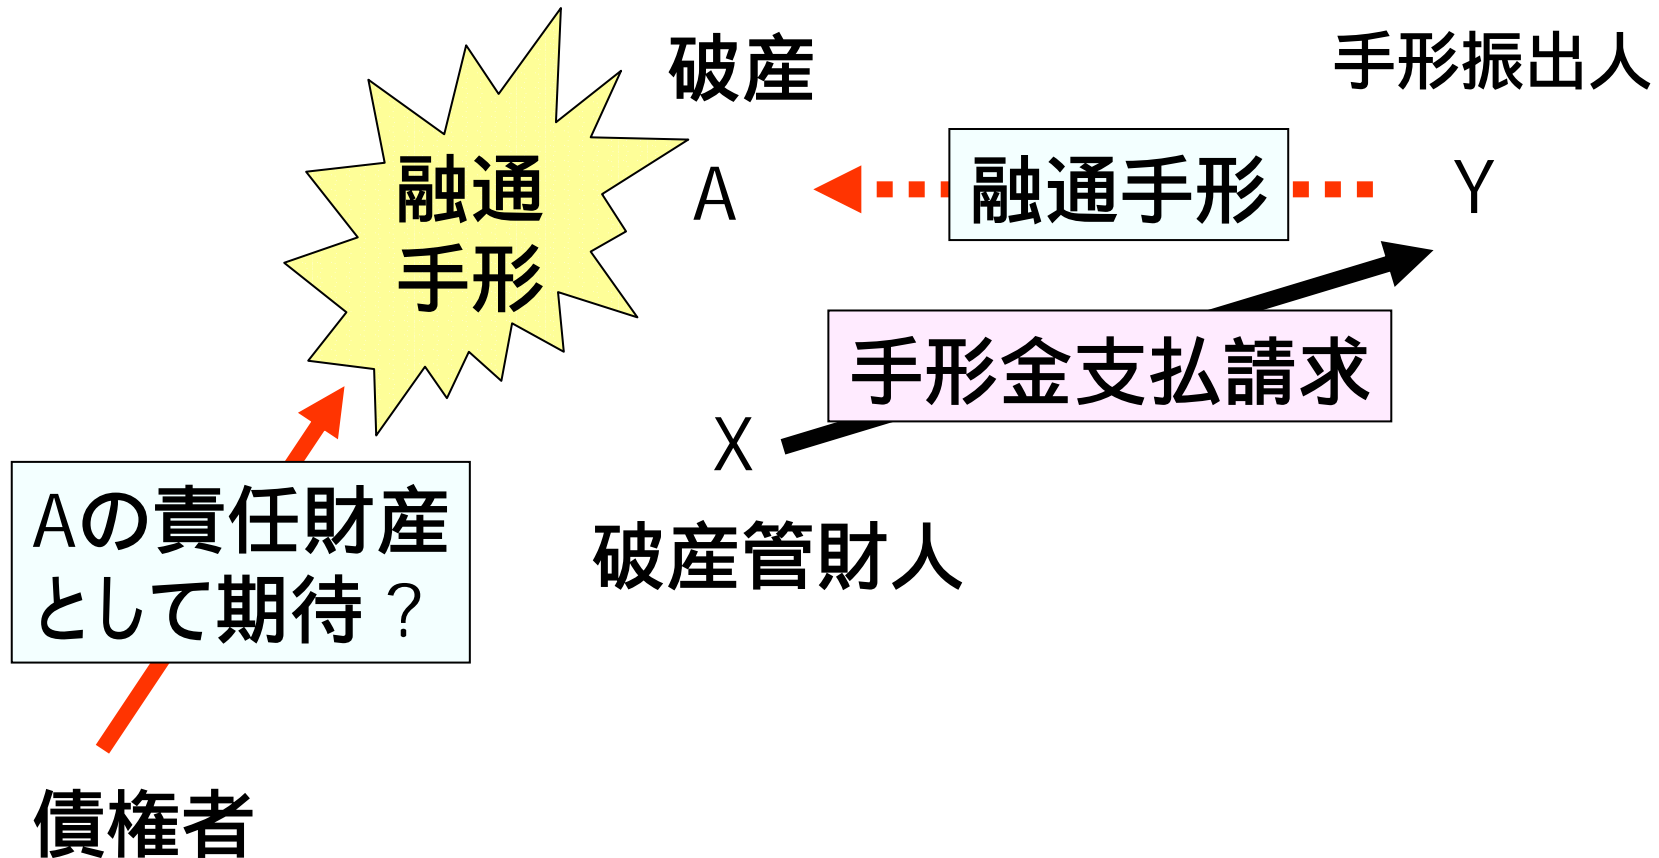 破産
手形振出人
融通
手形
A
融通手形
Y
手形金支払請求
X
Aの責任財産
として期待？
破産管財人
債権者